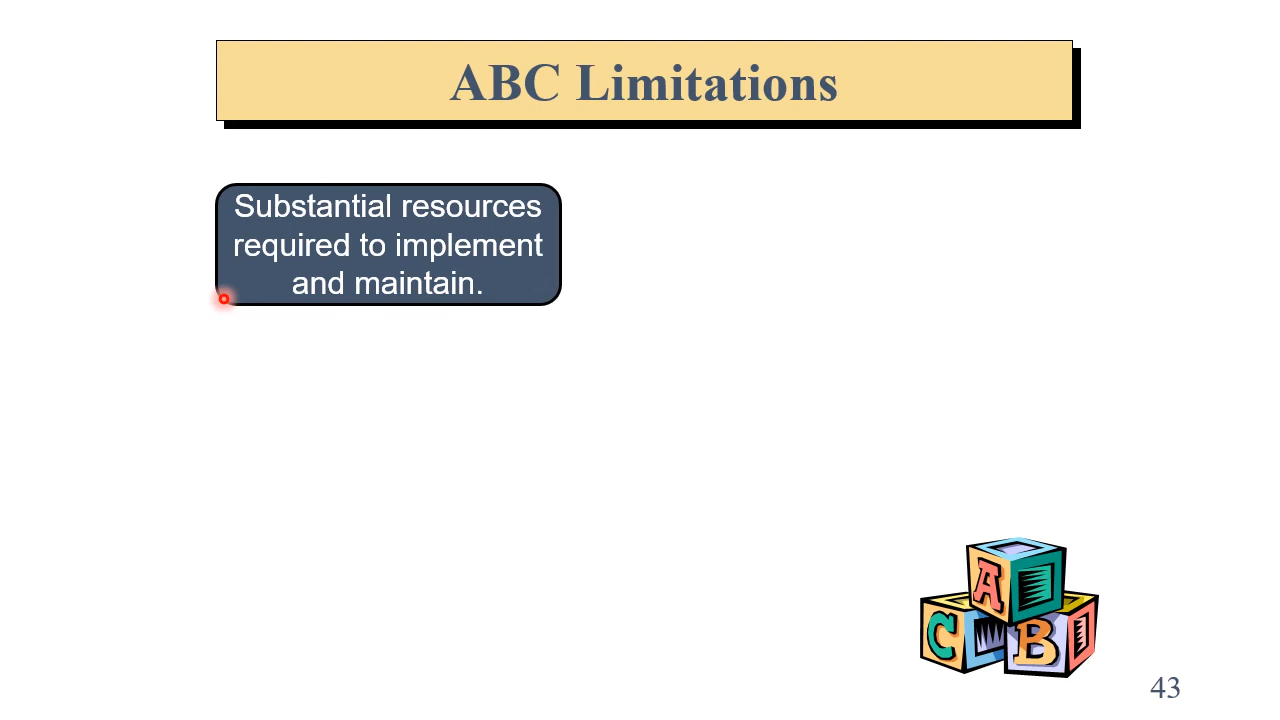 ABC Limitations
Substantial resources
required to implement
and maintain.
A
C
B
43